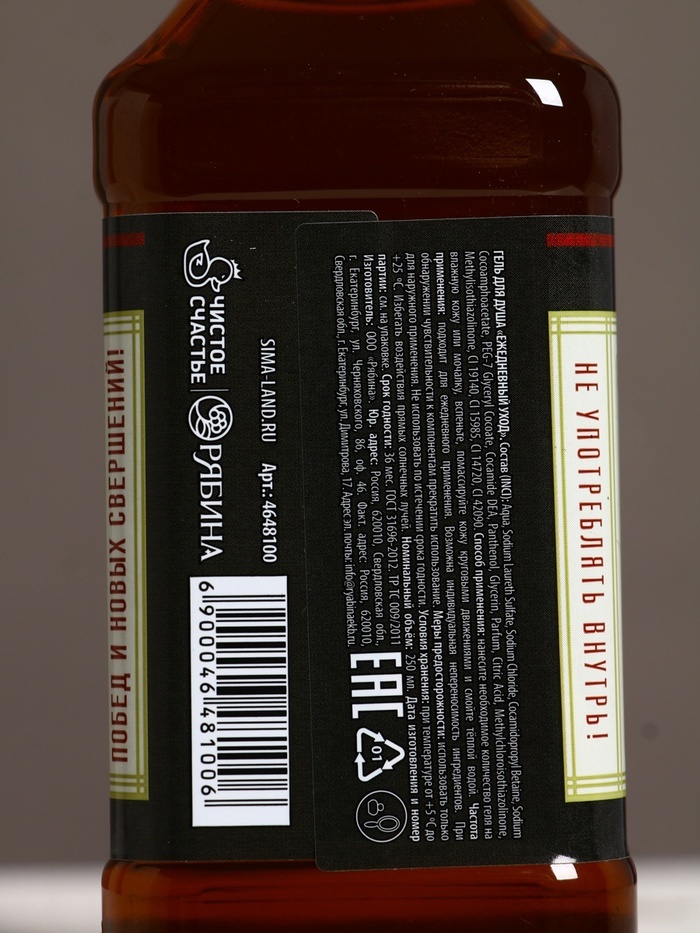 НЕ УПОТРЕБЛЯТЬ ВНУТРЬ!
ГЕЛЬ ДЛЯ ДУША «ЕЖЕДНЕВНЫЙ УХОД». Состав (INCI): Aqua, Sodium Laureth Sulfate, Sodium Chloride, Cocamidopropyl Betaine, Sodium
Cocoamphoacetate, PEG-7 Glyceryl Cocoate, Cocamide DEA, Panthenol, Glycerin, Parfum, Citric Acid, Methylchloroisothiazolinone,
Methylisothiazolinone, CI 19140, CI 15985, CI 14720, CI 42090. Способ применения: нанесите необходимое количество геля на
влажную кожу или мочалку, вспеньте, помассируйте кожу круговыми движениями и смойте тёплой водой. Частота
применения: подходит для ежедневного применения. Возможна индивидуальная непереносимость ингредиентов. При
обнаружении чувствительности к компонентам прекратить использование. Меры предосторожности: использовать только
для наружного применения. Не использовать по истечении срока годности. Условия хранения: при температуре от +5 °С до
+25 °С. Избегать воздействия прямых солнечных лучей. Номинальный объём: 250 мл. Дата изготовления и номер
партии: см. на упаковке. Срок годности: 36 мес. ГОСТ 31696-2012. ТР ТС 009/2011.
Изготовитель: ООО «Рябина». Юр. адрес: Россия, 620010, Свердловская обл.,
г. Екатеринбург, ул. Черняховского, 86, оф. 46. Факт. адрес: Россия, 620010,
Свердловская обл., г. Екатеринбург, ул. Димитрова, 17. Адрес эл. почты: info@ryabinaekb.ru.
EAC
01
SIMA-LAND.RU Арт.: 4648100
ЧИСТОЕ
СЧАСТЬЕ
РЯБИНА
6 900046 481006
ПОБЕД И НОВЫХ СВЕРШЕНИЙ!